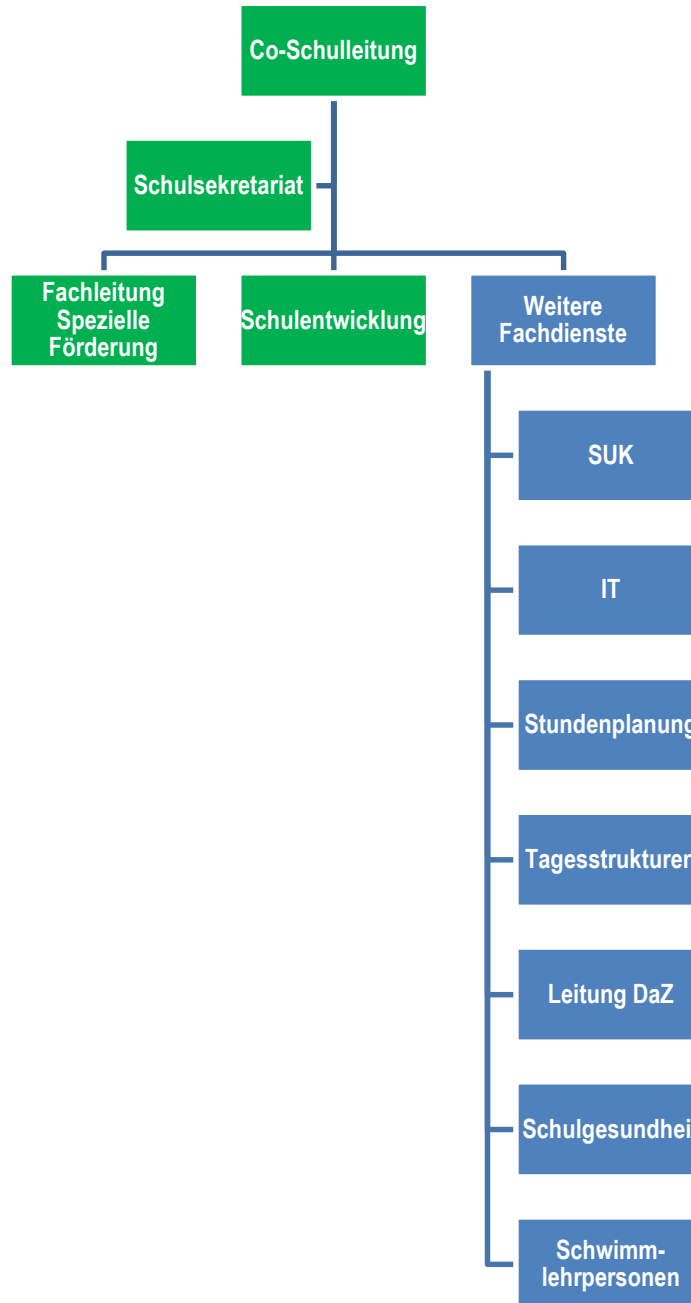 Co-Schulleitung
Schulsekretariat
Fachleitung
Spezielle
Förderung
Schulentwicklung
Weitere
Fachdienste
SUK
IT
Stundenplanung
Tagesstrukturen
Leitung DaZ
Schulgesundhei
Schwimm-
lehrpersonen